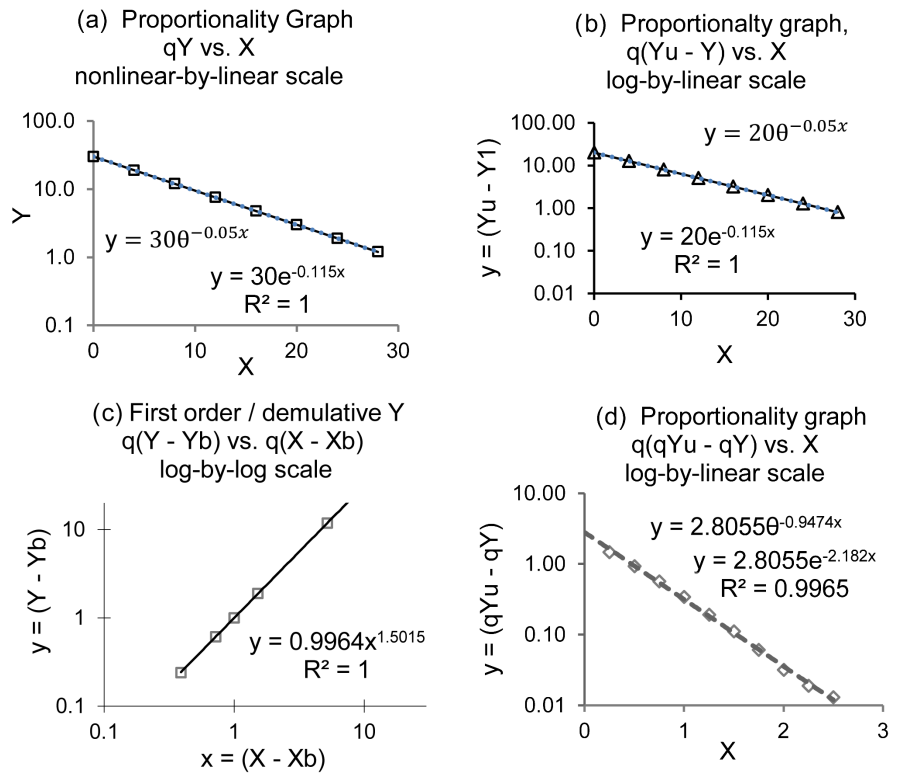 (a) Proportionality Graph
qY vs. X
nonlinear-by-linear scale
100.0
10.0
1.0
0.1
Y
y = 30θ^−0.05x
y = 30e^-0.115x
R² = 1
0 10 20 30
X
(b) Proportionalty graph,
q(Yu - Y) vs. X
log-by-linear scale
100.00
10.00
1.00
0.10
0.01
y = (Yu - Y1)
y = 20θ^−0.05x
y = 20e^-0.115x
R² = 1
0 10 20 30
X
(c) First order / demulative Y
q(Y - Yb) vs. q(X - Xb)
log-by-log scale
10
1
0.1
y = (Y - Yb)
y = 0.9964x^1.5015
R² = 1
0.1 1 10
x = (X - Xb)
(d) Proportionality graph
q(qYu - qY) vs. X
log-by-linear scale
10.00
1.00
0.10
0.01
y = (qYu - qY)
y = 2.8055θ^-0.9474x
y = 2.8055e^-2.182x
R² = 0.9965
0 1 2 3
X